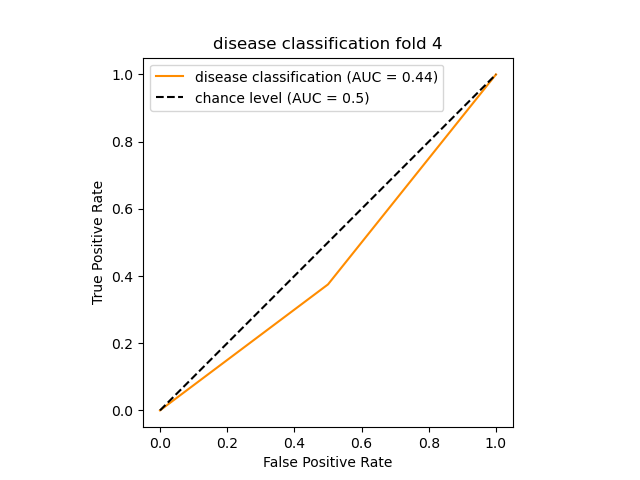 disease classification fold 4
disease classification (AUC = 0.44)
chance level (AUC = 0.5)
1.0
0.8
0.6
0.4
0.2
0.0
True Positive Rate
0.0 0.2 0.4 0.6 0.8 1.0
False Positive Rate